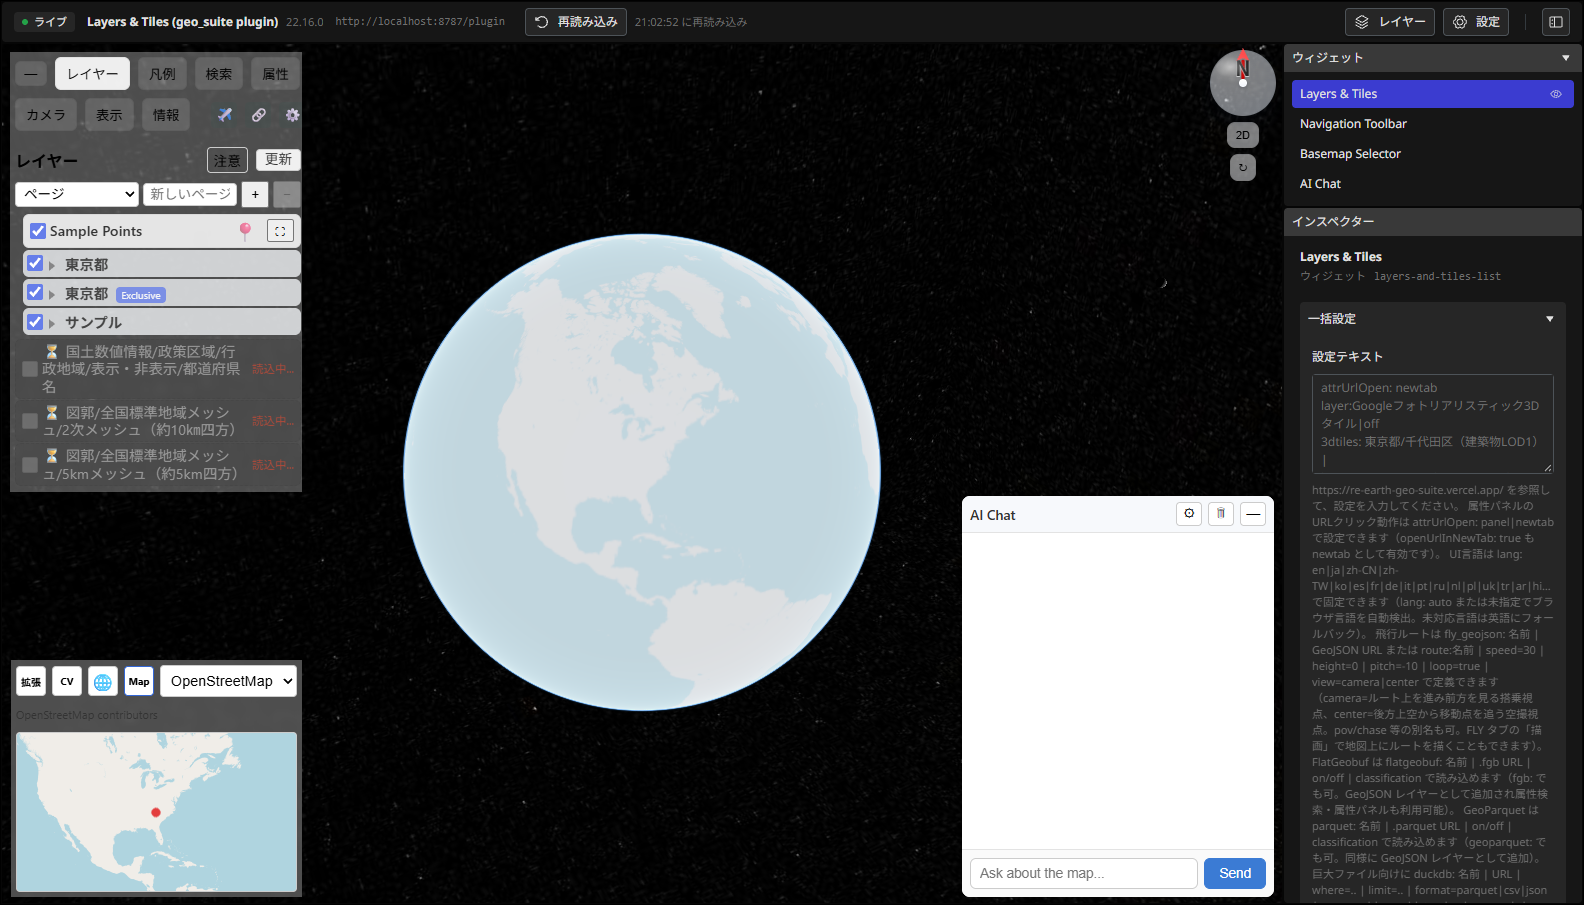 ライブ Layers & Tiles (geo_suite plugin) 22.16.0 http://localhost:8787/plugin 再読み込み 21:02:52 に再読み込み レイヤー 設定
— レイヤー 凡例 検索 属性
カメラ 表示 情報
レイヤー 注意 更新
ページ 新しいページ + −
Sample Points
東京都
東京都 Exclusive
サンプル
国土数値情報/政策区域/行
政地域/表示・非表示/都道府県
名
読込中...
図郭/全国標準地域メッシ
ュ/2次メッシュ（約10km四方）
読込中...
図郭/全国標準地域メッシ
ュ/5kmメッシュ（約5km四方）
読込中...
拡張 CV Map OpenStreetMap
OpenStreetMap contributors
N
2D
AI Chat
Ask about the map... Send
ウィジェット
Layers & Tiles
Navigation Toolbar
Basemap Selector
AI Chat
インスペクター
Layers & Tiles
ウィジェット layers-and-tiles-list
一括設定
設定テキスト
attrUrlOpen: newtab
layer:Googleフォトリアリスティック3D
タイル|off
3dtiles: 東京都/千代田区（建築物LOD1）
|
https://re-earth-geo-suite.vercel.app/ を参照し
て、設定を入力してください。 属性パネルの
URLクリック動作は attrUrlOpen: panel|newtab
で設定できます（openUrlInNewTab: true も
newtab として有効です）。 UI言語は lang:
en|ja|zh-CN|zh-
TW|ko|es|fr|de|it|pt|ru|nl|pl|uk|tr|ar|hi...
で固定できます（lang: auto または未指定でブラ
ウザ言語を自動検出。未対応言語は英語にフォー
ルバック）。 飛行ルートは fly_geojson: 名前 |
GeoJSON URL または route:名前 | speed=30 |
height=0 | pitch=-10 | loop=true |
view=camera|center で定義できます
（camera=ルート上を進み前方を見る搭乗視
点、center=後方上空から移動点を追う空撮視
点。pov/chase 等の別名も可。FLY タブの「描
画」で地図上にルートを描くこともできます）。
FlatGeobuf は flatgeobuf: 名前 | .fgb URL |
on/off | classification で読み込めます（fgb: で
も可。GeoJSON レイヤーとして追加され属性検
索・属性パネルも利用可能）。 GeoParquet は
parquet: 名前 | .parquet URL | on/off |
classification で読み込めます（geoparquet: で
も可。同様に GeoJSON レイヤーとして追加）。
巨大ファイル向けに duckdb: 名前 | URL |
where=.. | limit=.. | format=parquet|csv|json